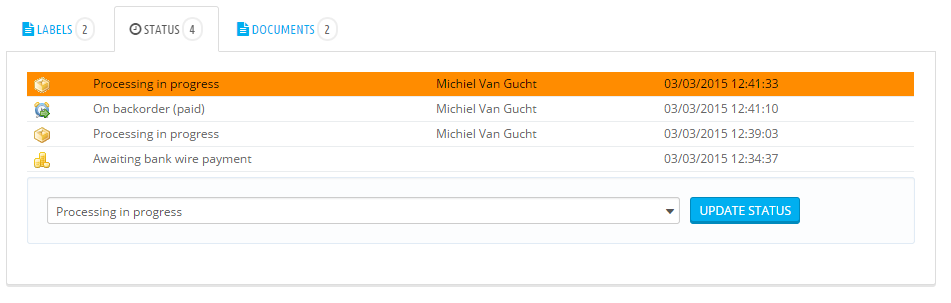 LABELS 2 STATUS 4 DOCUMENTS 2
Processing in progress Michiel Van Gucht 03/03/2015 12:41:33
On backorder (paid) Michiel Van Gucht 03/03/2015 12:41:10
Processing in progress Michiel Van Gucht 03/03/2015 12:39:03
Awaiting bank wire payment 03/03/2015 12:34:37
Processing in progress UPDATE STATUS